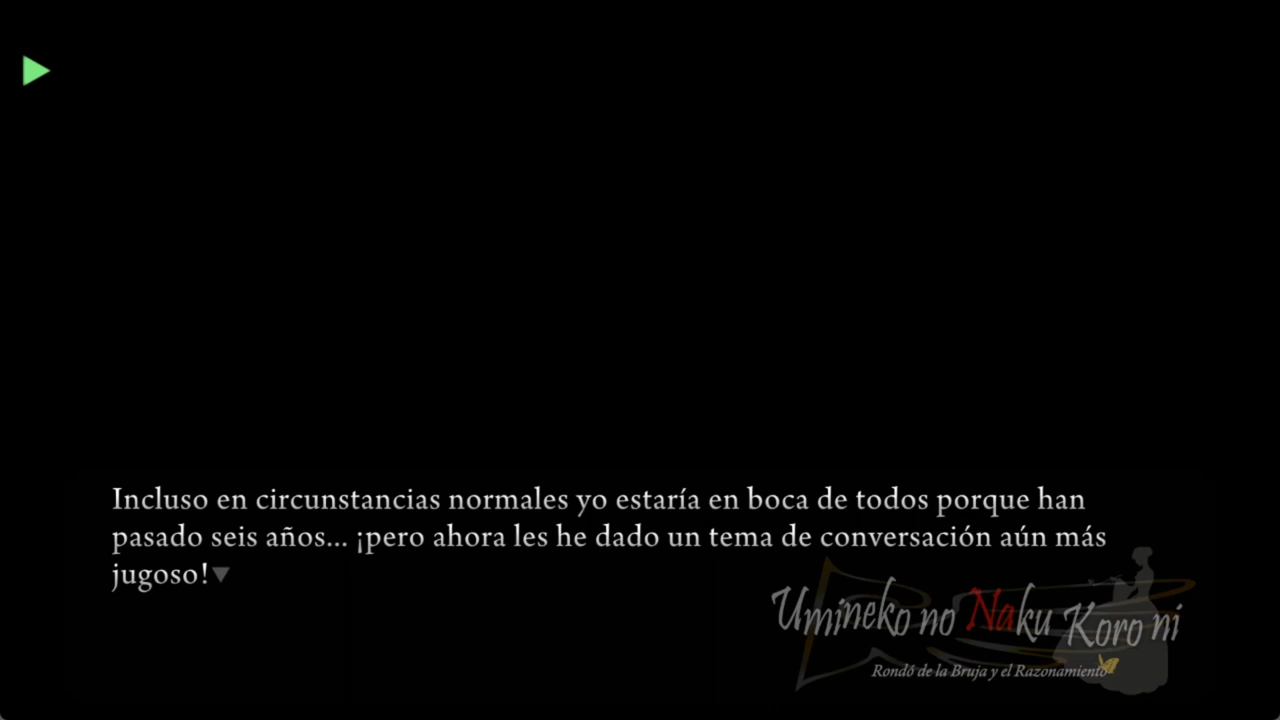 Incluso en circunstancias normales yo estaría en boca de todos porque han
pasado seis años... ¡pero ahora les he dado un tema de conversación aún más
jugoso!
Umineko no Naku Koro ni
Rondó de la Bruja y el Razonamiento